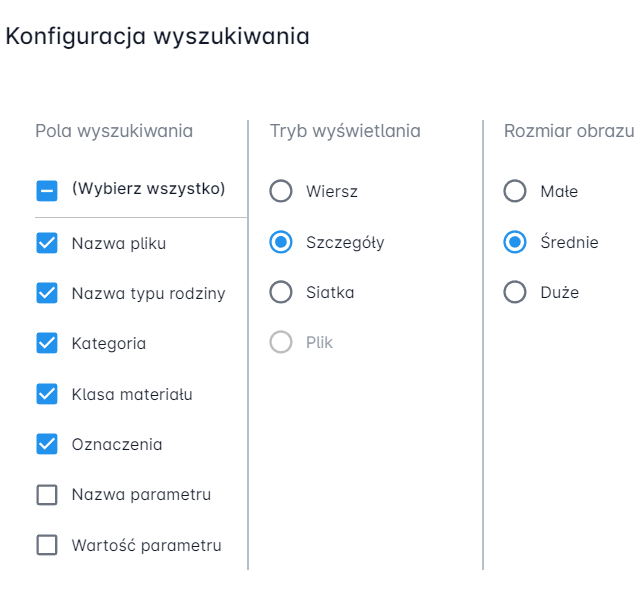 Konfiguracja wyszukiwania
Pola wyszukiwania
(Wybierz wszystko)
Nazwa pliku
Nazwa typu rodziny
Kategoria
Klasa materiału
Oznaczenia
Nazwa parametru
Wartość parametru
Tryb wyświetlania
Wiersz
Szczegóły
Siatka
Plik
Rozmiar obrazu
Małe
Średnie
Duże